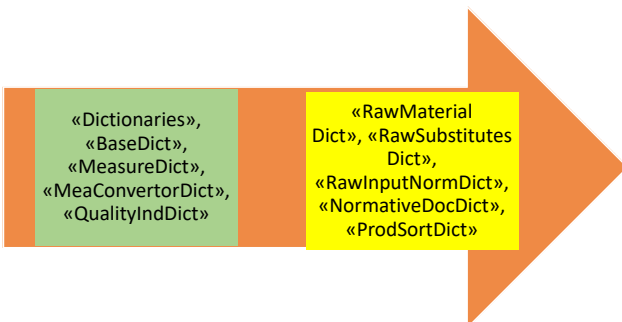 «Dictionaries»,
«BaseDict»,
«MeasureDict»,
«MeaConvertorDict»,
«QualityIndDict»
«RawMaterial
Dict», «RawSubstitutes
Dict»,
«RawInputNormDict»,
«NormativeDocDict»,
«ProdSortDict»